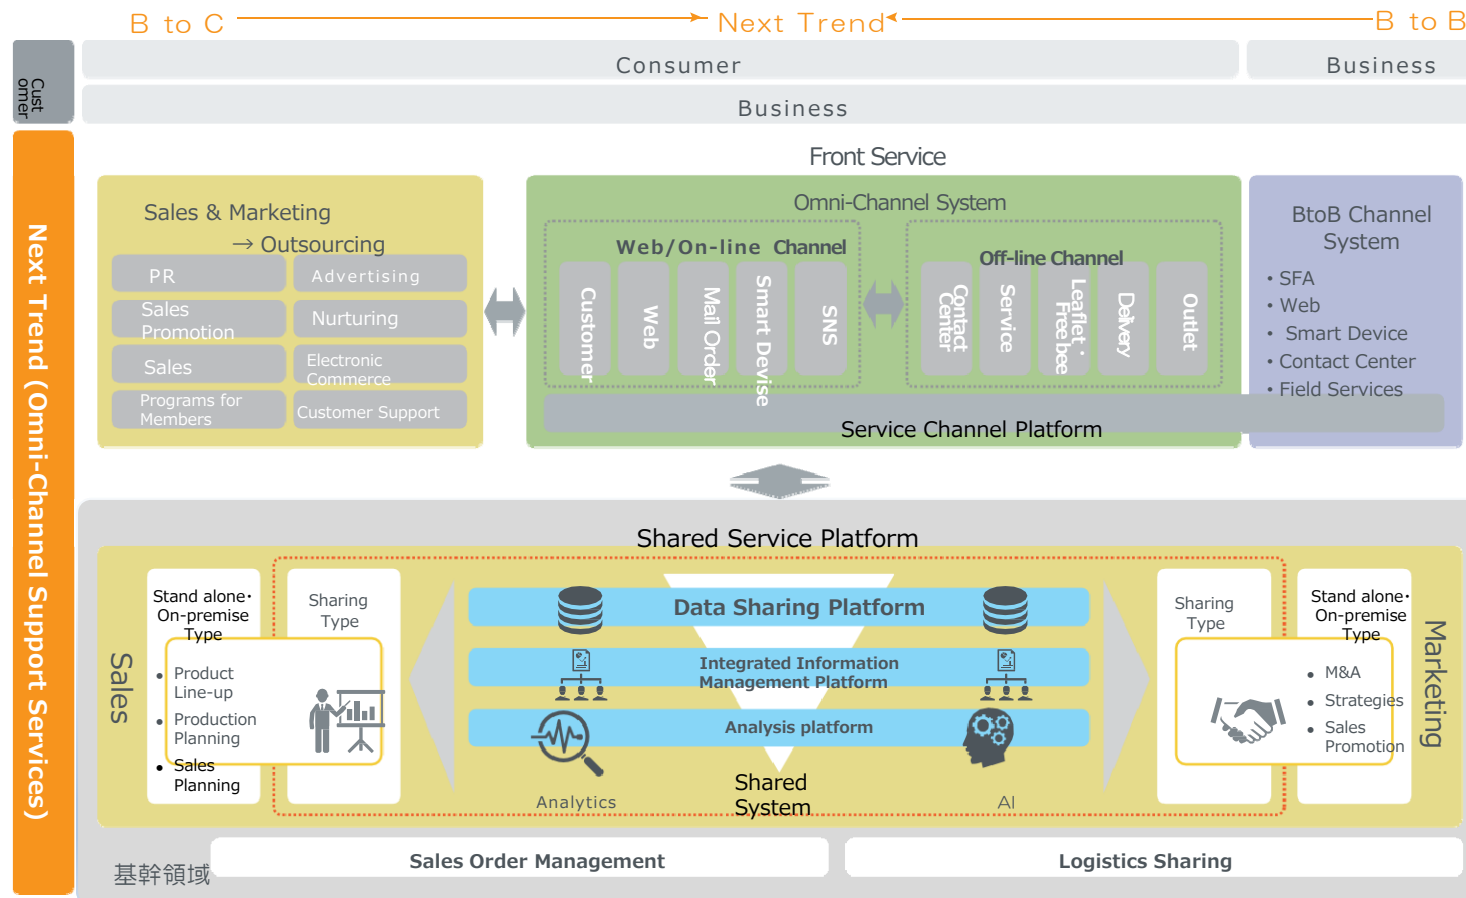 B to C
Next Trend
B to B
Cust
omer
Consumer
Business
Business
Next Trend (Omni-Channel Support Services)
Front Service
Sales & Marketing
→ Outsourcing
PR
Advertising
Sales
Promotion
Nurturing
Sales
Electronic
Commerce
Programs for
Members
Customer Support
Omni-Channel System
Web/On-line Channel
Customer
Web
Mail Order
Smart Devise
SNS
Off-line Channel
Contact
Center
Service
Leaflet・
Free bee
Delivery
Outlet
BtoB Channel
System
• SFA
• Web
Smart Device
• Contact Center
• Field Services
Service Channel Platform
Shared Service Platform
Sales
Stand alone・
On-premise
Type
Sharing
Type
• Product
Line-up
• Production
Planning
• Sales
Planning
Data Sharing Platform
Integrated Information
Management Platform
Analysis platform
Shared
System
Analytics
AI
Sharing
Type
Stand alone・
On-premise
Type
• M&A
• Strategies
• Sales
Promotion
Marketing
基幹領域
Sales Order Management
Logistics Sharing